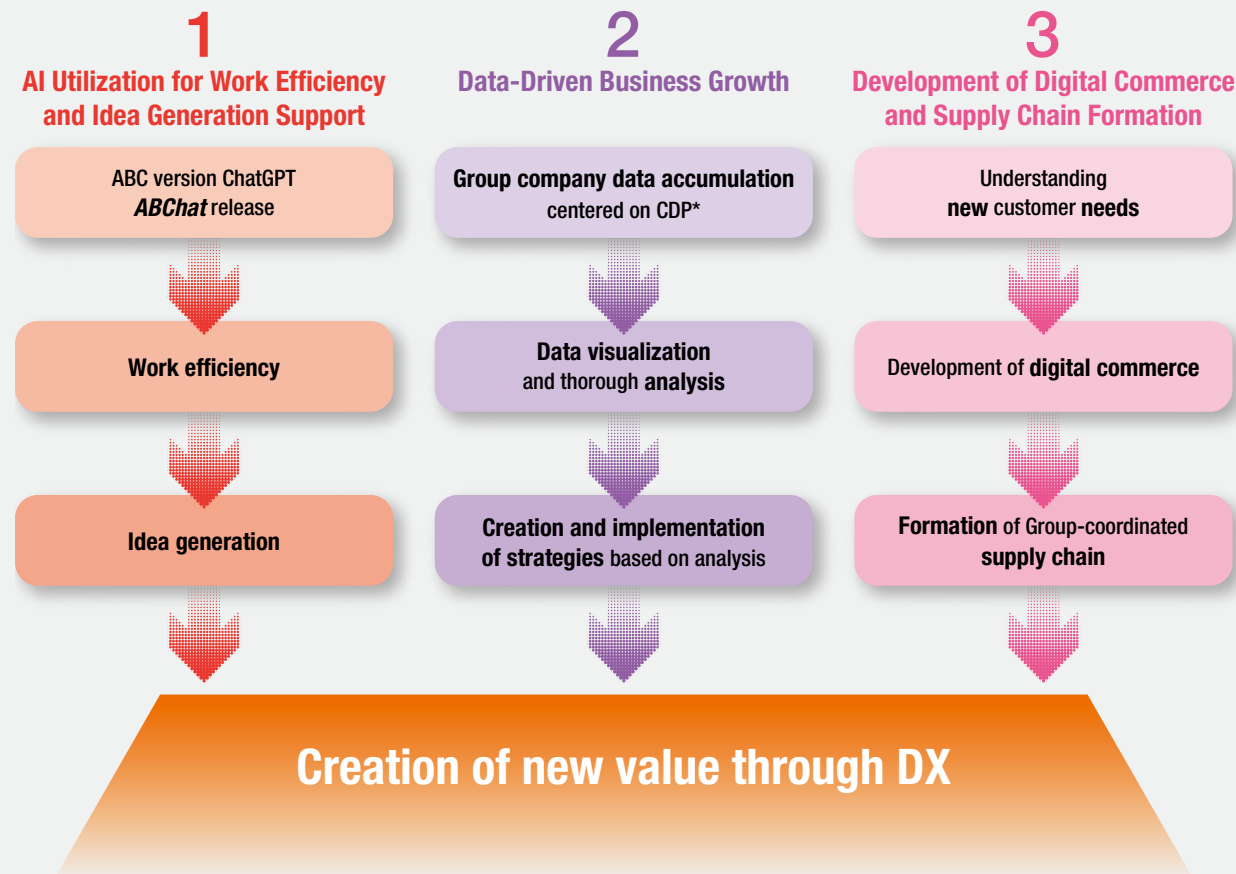 1
AI Utilization for Work Efficiency
and Idea Generation Support
ABC version ChatGPT
ABChat release
Work efficiency
Idea generation
2
Data-Driven Business Growth
Group company data accumulation
centered on CDP*
Data visualization
and thorough analysis
Creation and implementation
of strategies based on analysis
3
Development of Digital Commerce
and Supply Chain Formation
Understanding
new customer needs
Development of digital commerce
Formation of Group-coordinated
supply chain
Creation of new value through DX